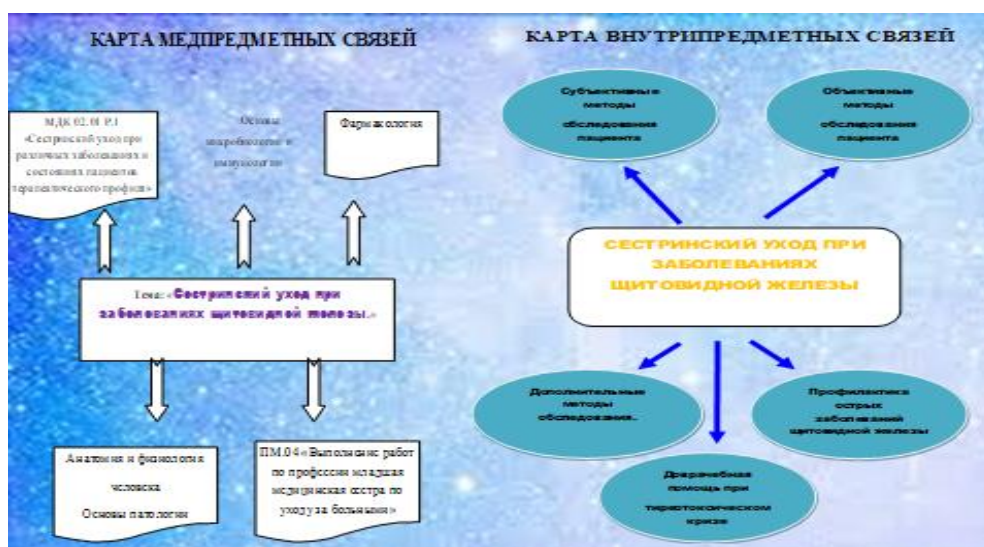 КАРТА МЕДПРЕДМЕТНЫХ СВЯЗЕЙ
МДК 02.01 Р.1
«Сестринский уход при
различных заболеваниях и
состояниях пациентов
терапевтического профиля»
Основы
микробиологии и
иммунологии
Фармакология
Тема: «Сестринский уход при
заболеваниях щитовидной железы.»
Анатомия и физиология
человека
Основы патологии
ПМ.04 «Выполнение работ
по профессии младшая
медицинская сестра по
уходу за больными»
КАРТА ВНУТРИПРЕДМЕТНЫХ СВЯЗЕЙ
Субъективные
методы
обследования
пациента
Объективные
методы
обследования
пациента
СЕСТРИНСКИЙ УХОД ПРИ
ЗАБОЛЕВАНИЯХ
ЩИТОВИДНОЙ ЖЕЛЕЗЫ
Дополнительные
методы
обследования.
Профилактика
острых
заболеваний
щитовидной железы
Доврачебная
помощь при
тиреотоксическом
кризе